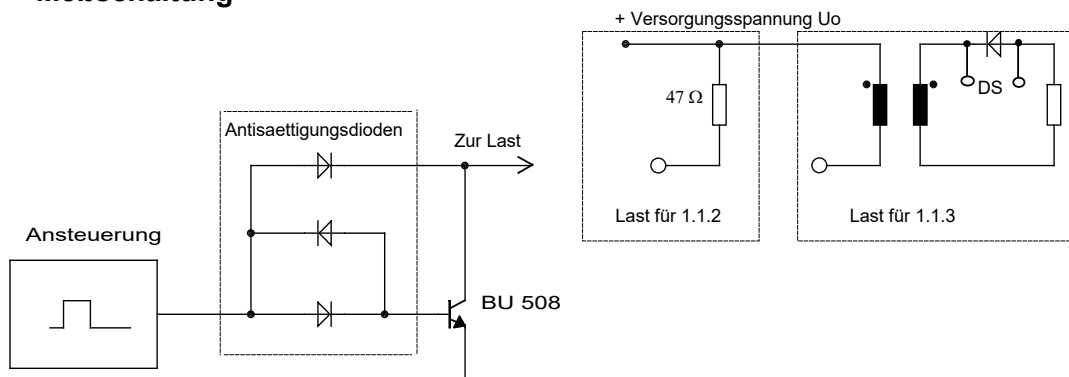 + Versorgungsspannung Uo
47 Ω
DS
Antisaettigungsdioden
Zur Last
Last für 1.1.2
Last für 1.1.3
Ansteuerung
BU 508